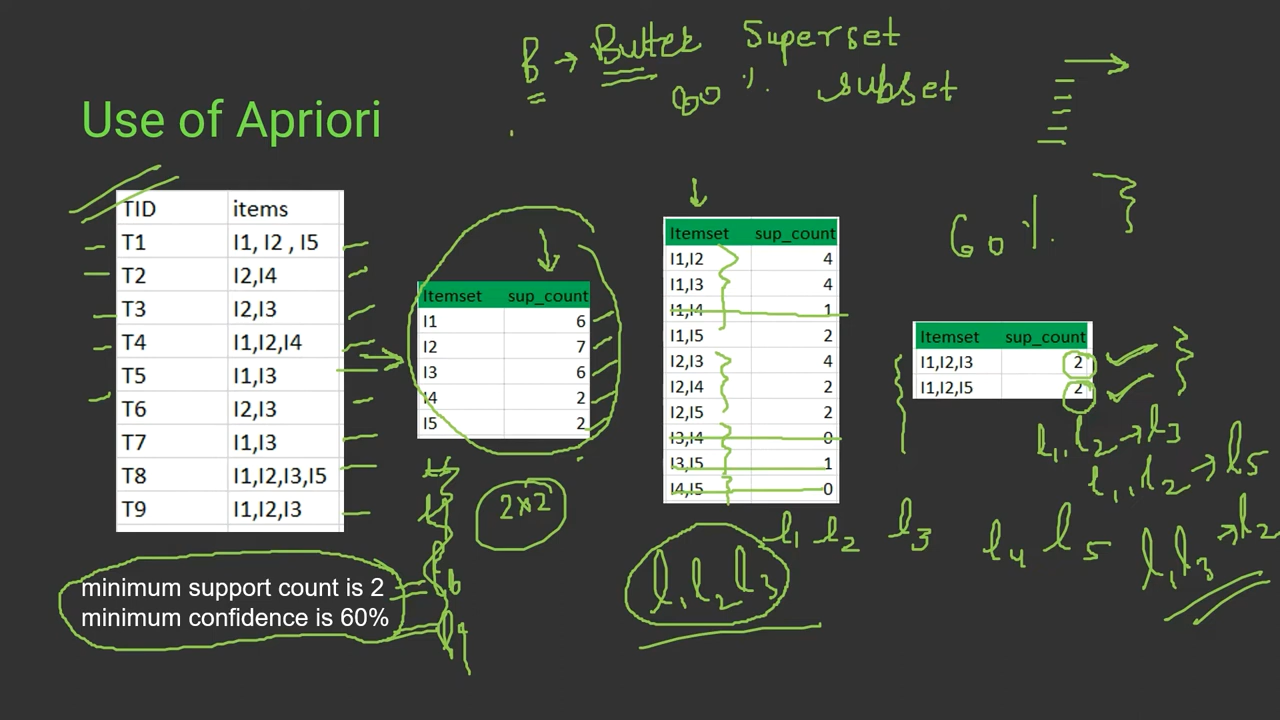 B → Butter Superset
60 %. subset
Use of Apriori
TID items
T1 I1, I2 , I5
T2 I2,I4
T3 I2,I3
T4 I1,I2,I4
T5 I1,I3
T6 I2,I3
T7 I1,I3
T8 I1,I2,I3,I5
T9 I1,I2,I3
minimum support count is 2
minimum confidence is 60%
Itemset sup_count
I1 6
I2 7
I3 6
I4 2
I5 2
2×2
Itemset sup_count
I1,I2 4
I1,I3 4
I1,I4 1
I1,I5 2
I2,I3 4
I2,I4 2
I2,I5 2
I3,I4 0
I3,I5 1
I4,I5 0
I1 I2 I3
I1 I2 I3 I4 I5
60 %.
Itemset sup_count
I1,I2,I3 2
I1,I2,I5 2
I1, I2 → I3
I1, I2 → I5
I1 I3 → I2